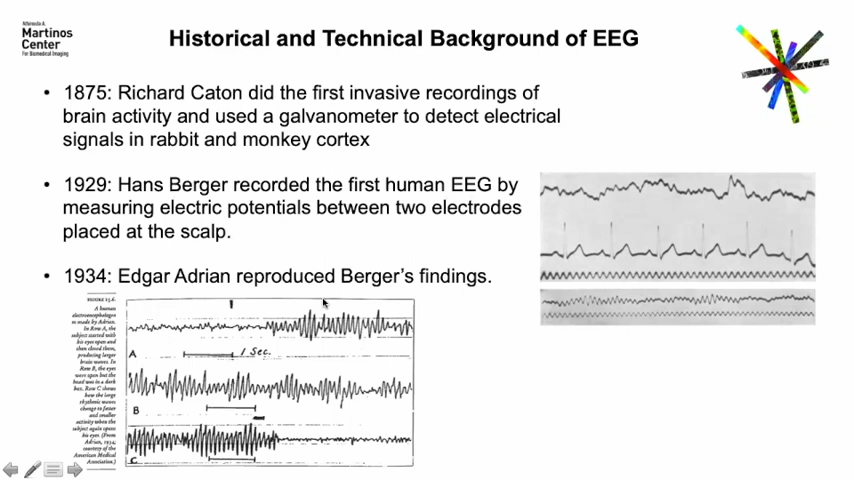 Athinoula A.
Martinos
Center
For Biomedical Imaging
Historical and Technical Background of EEG
• 1875: Richard Caton did the first invasive recordings of
brain activity and used a galvanometer to detect electrical
signals in rabbit and monkey cortex
• 1929: Hans Berger recorded the first human EEG by
measuring electric potentials between two electrodes
placed at the scalp.
• 1934: Edgar Adrian reproduced Berger's findings.
FIGURE 15.6.
A human
electroencephalogra
m made by Adrian.
In Row A, the
subject started with
his eyes open and
then closed them,
producing larger
brain waves. In
Row B, the eyes
were open but the
head was in a dark
box. Row C shows
how the large
rhythmic waves
change to faster
and smaller
activity when the
subject again opens
his eyes. (From
Adrian, 1934;
courtesy of the
American Medical
Association.)
A
1 Sec.
B
C